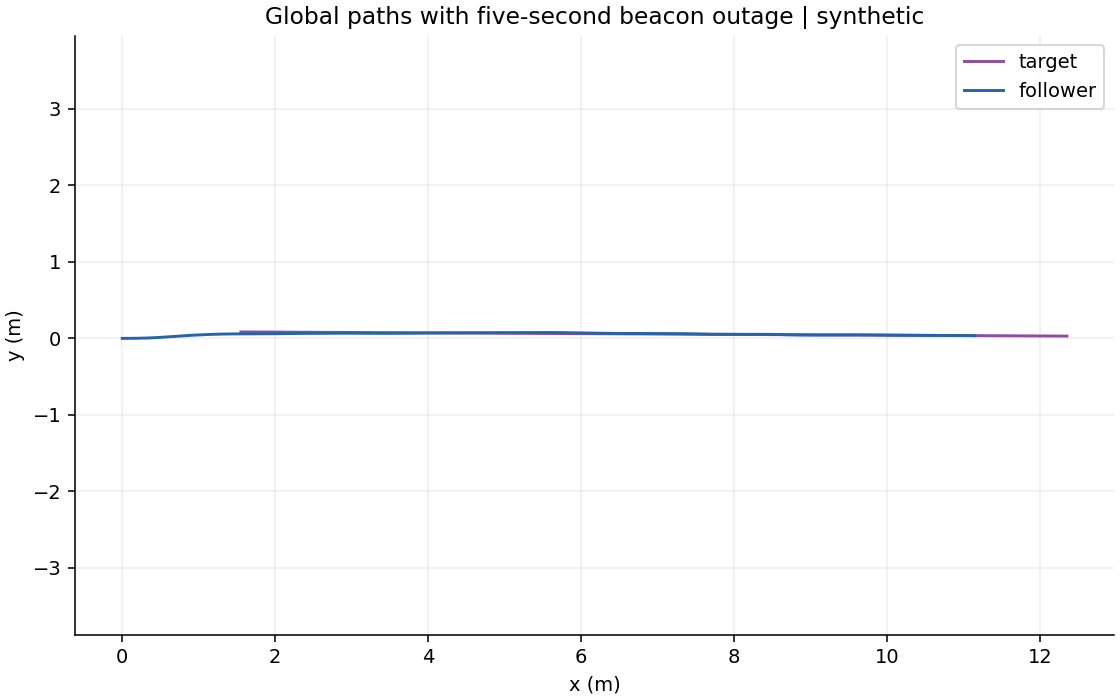 Global paths with five-second beacon outage | synthetic
target
follower
3
2
1
0
−1
−2
−3
y (m)
0 2 4 6 8 10 12
x (m)